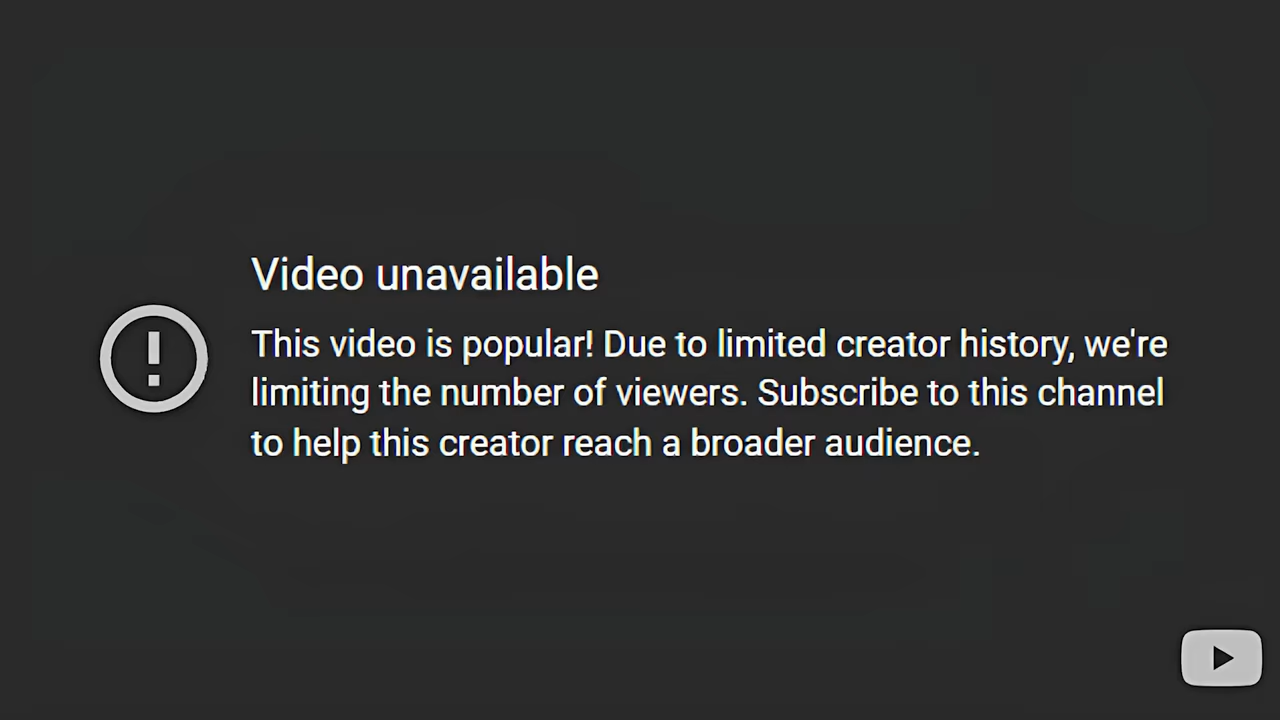 Video unavailable
This video is popular! Due to limited creator history, we're
limiting the number of viewers. Subscribe to this channel
to help this creator reach a broader audience.